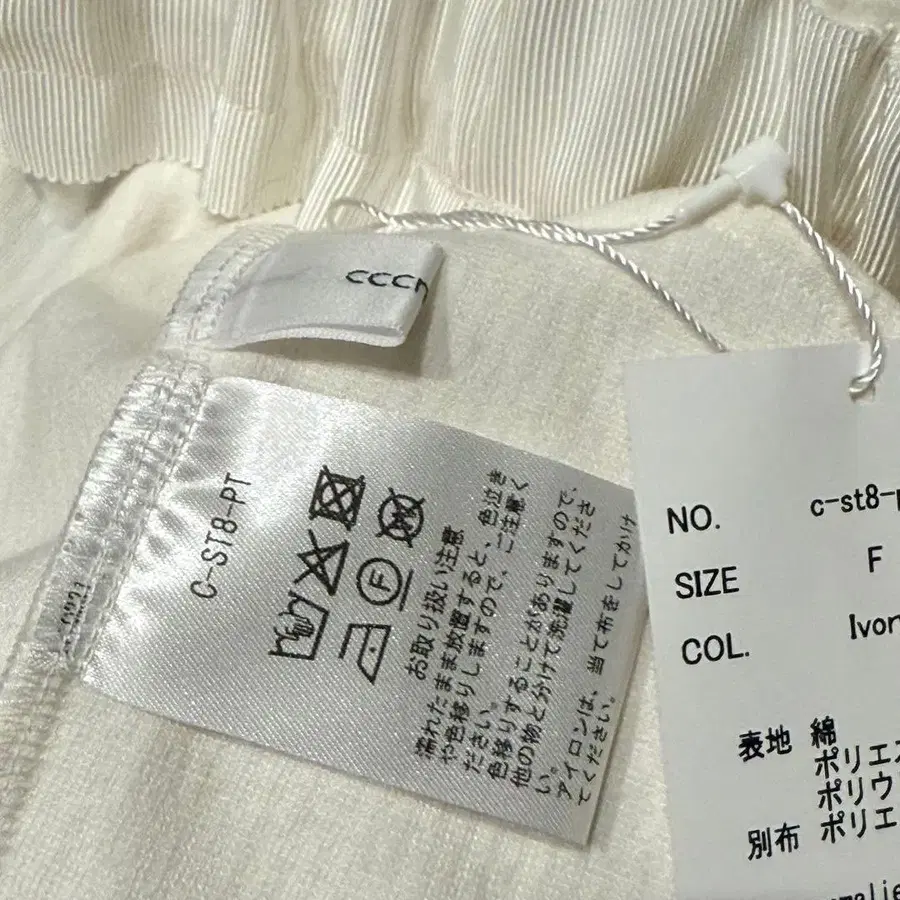 ccc
C-ST8-PT
F
お取り扱い注意
濡れたまま放置すると、色泣き
や色移りしますので、ご注意く
ださい。
色移りすることがありますので、
他の物と分けて洗濯してくださ
い。
アイロンは、当て布をしてかけ
てください。
NO. c-st8-
SIZE F
COL. Ivor
表地 綿
ポリエス
ポリウ
別布 ポリエ